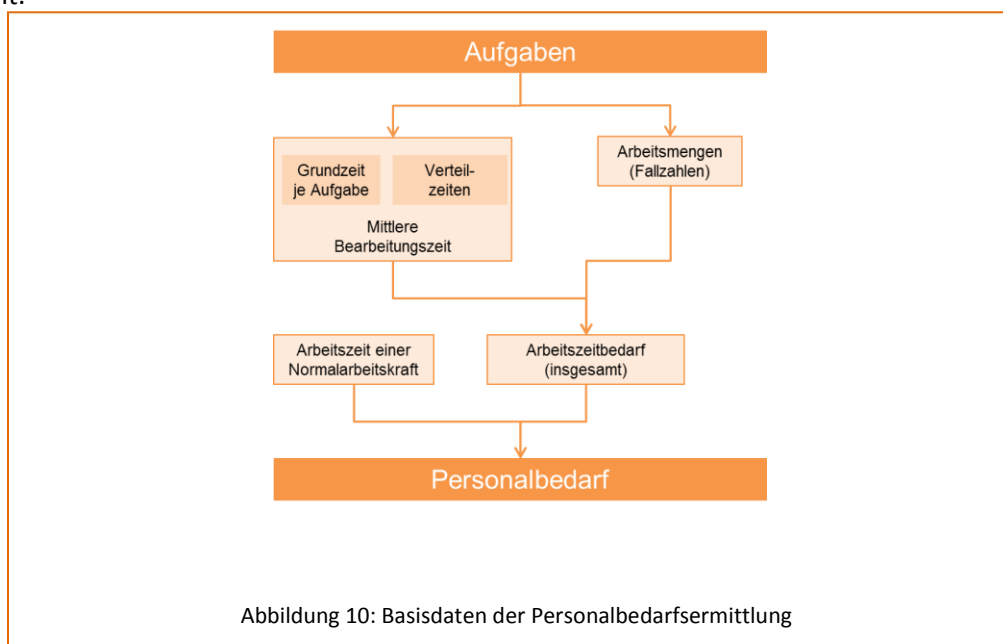 Aufgaben
Grundzeit
je Aufgabe
Verteil-
zeiten
Mittlere
Bearbeitungszeit
Arbeitsmengen
(Fallzahlen)
Arbeitszeit einer
Normalarbeitskraft
Arbeitszeitbedarf
(insgesamt)
Personalbedarf
Abbildung 10: Basisdaten der Personalbedarfsermittlung